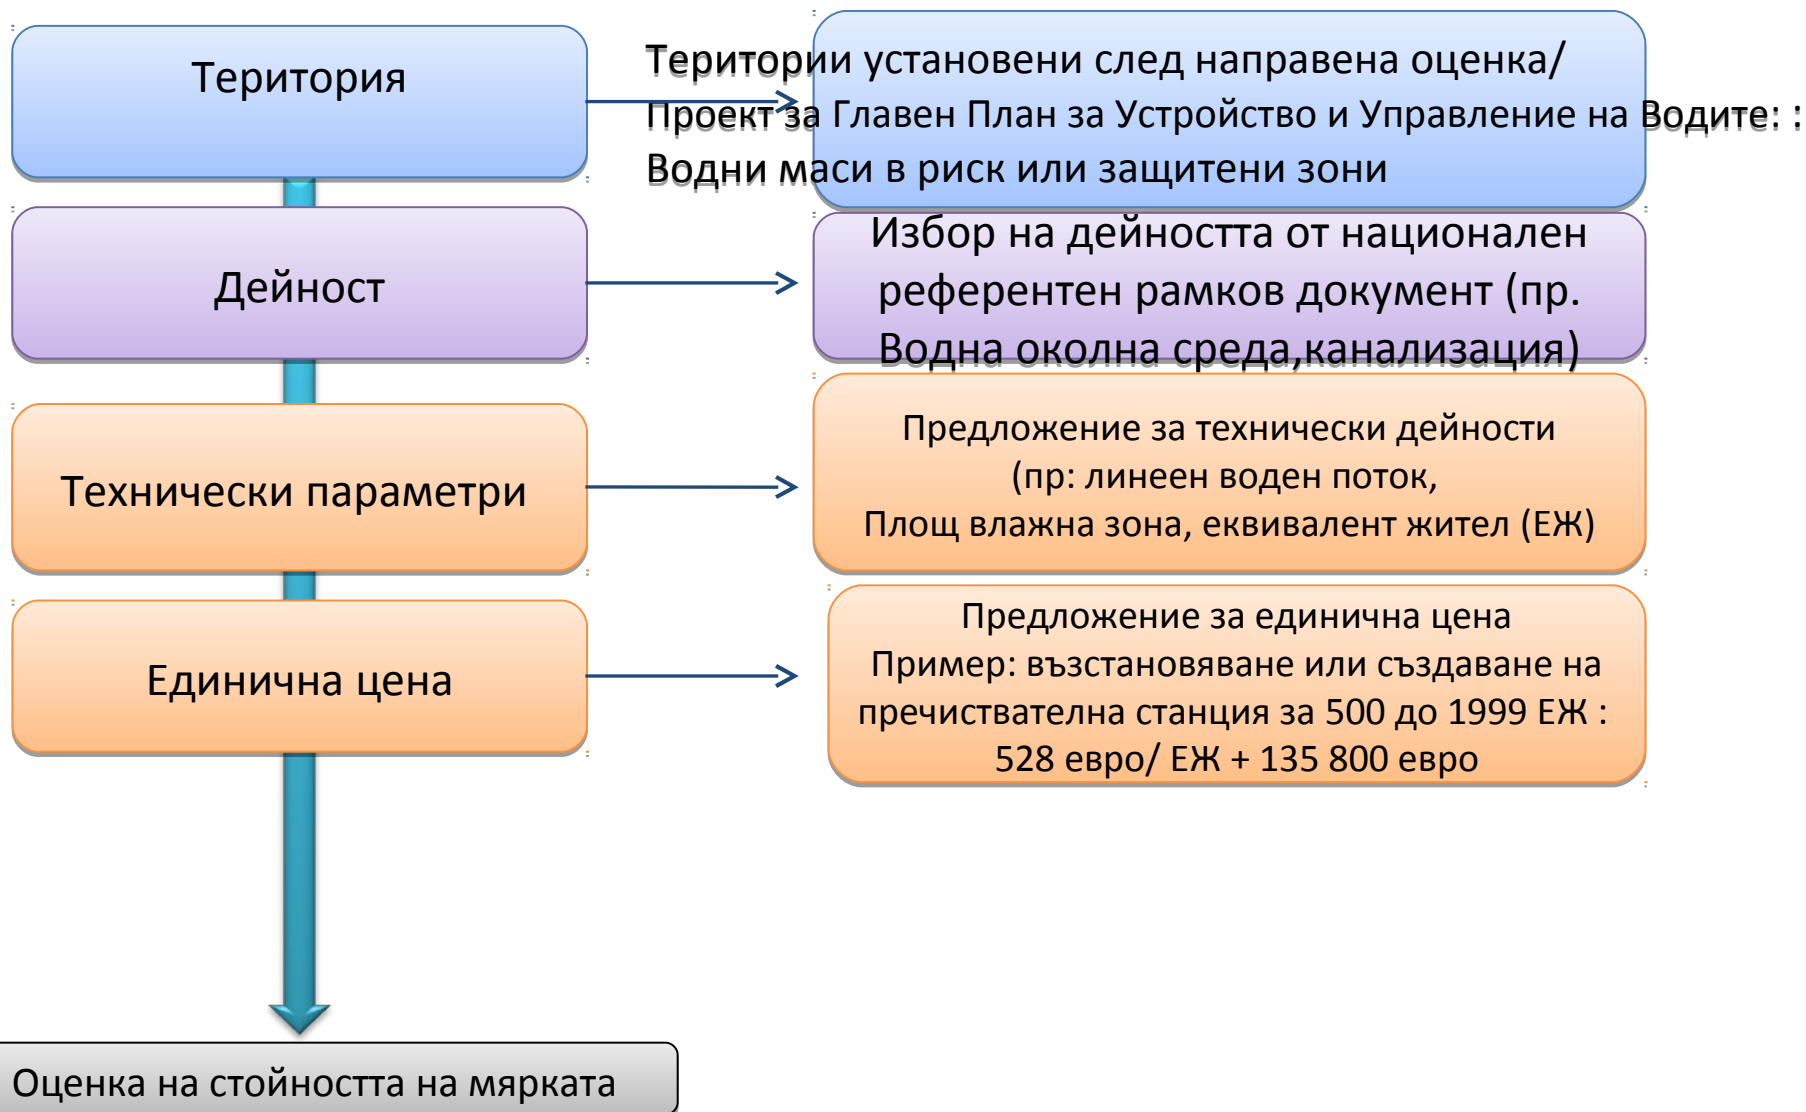 Територия
Територии установени след направена оценка/
Проект за Главен План за Устройство и Управление на Водите: :
Водни маси в риск или защитени зони
Дейност
Избор на дейността от национален
референтен рамков документ (пр.
Водна околна среда,канализация)
Технически параметри
Предложение за технически дейности
(пр: линеен воден поток,
Площ влажна зона, еквивалент жител (ЕЖ)
Единична цена
Предложение за единична цена
Пример: възстановяване или създаване на
пречиствателна станция за 500 до 1999 ЕЖ :
528 евро/ ЕЖ + 135 800 евро
Оценка на стойността на мярката